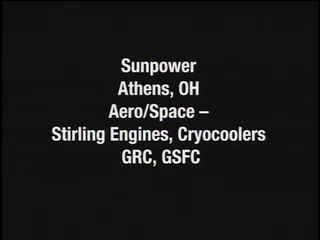 Sunpower
Athens, OH
Aero/Space –
Stirling Engines, Cryocoolers
GRC, GSFC